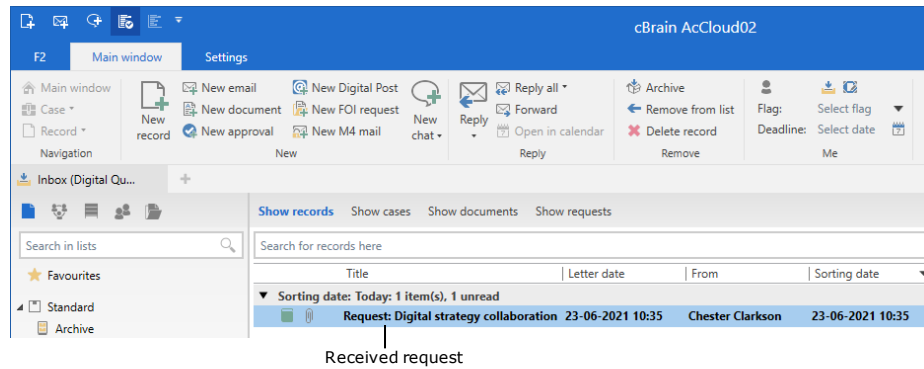 cBrain AcCloud02
F2 Main window Settings
Main window
Case
Record
Navigation
New record
New email
New document
New approval
New Digital Post
New FOI request
New M4 mail
New chat
New
Reply
Reply all
Forward
Open in calendar
Reply
Archive
Remove from list
Delete record
Remove
Flag: Select flag
Deadline: Select date
Me
Inbox (Digital Qu...
Show records Show cases Show documents Show requests
Search in lists
Search for records here
Favourites
Standard
Archive
Title Letter date From Sorting date
Sorting date: Today: 1 item(s), 1 unread
Request: Digital strategy collaboration 23-06-2021 10:35 Chester Clarkson 23-06-2021 10:35
Received request